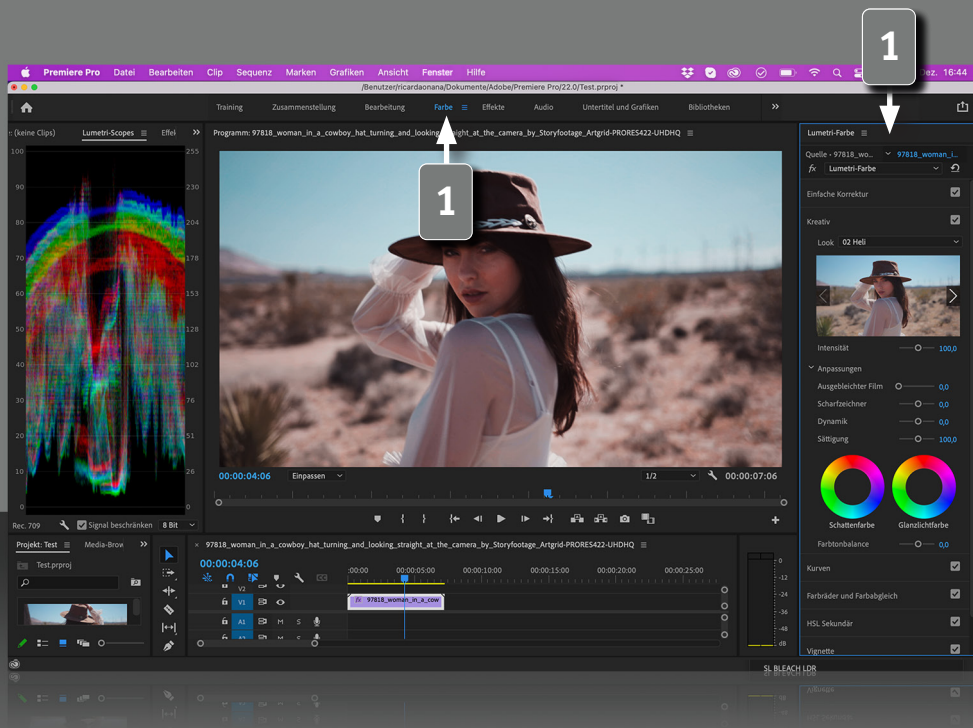 1
Premiere Pro Datei Bearbeiten Clip Sequenz Marken Grafiken Ansicht Fenster Hilfe
Dez. 16:44
/Benutzer/ricardaonana/Dokumente/Adobe/Premiere Pro/22.0/Test.prproj *
Training Zusammenstellung Bearbeitung Farbe Effekte Audio Untertitel und Grafiken Bibliotheken
(keine Clips) Lumetri-Scopes Effel
Programm: 97818_woman_in_a_cowboy_hat_turning_and_looking_straight_at_the_camera_by_Storyfootage_Artgrid-PRORES422-UHDHQ
1
Lumetri-Farbe
Quelle • 97818_wo... 97818_woman_i...
fx Lumetri-Farbe
Einfache Korrektur
Kreativ
Look 02 Heli
Intensität 100,0
Anpassungen
Ausgebleichter Film 0,0
Scharfzeichner 0,0
Dynamik 0,0
Sättigung 100,0
Schattenfarbe Glanzlichtfarbe
Farbtonbalance 0,0
Kurven
Farbräder und Farbabgleich
HSL Sekundär
Vignette
100 255
90 230
80 204
70 178
60 153
50 128
40 102
30 76
20 51
10 26
0 0
Rec. 709 Signal beschränken 8 Bit
00:00:04:06 Einpassen 1/2 00:00:07:06
Projekt: Test Media-Brow
Test.prproj
97818_woman_in_a_cowboy_hat_turning_and_looking_straight_at_the_camera_by_Storyfootage_Artgrid-PRORES422-UHDHQ
00:00:04:06
:00:00 00:00:05:00 00:00:10:00 00:00:15:00 00:00:20:00 00:00:25:00
V2
V1 fx 97818_woman_in_a_cow
A1 M S
A2 M S
0
-12
-24
-36
-48
dB
SL BLEACH LDR